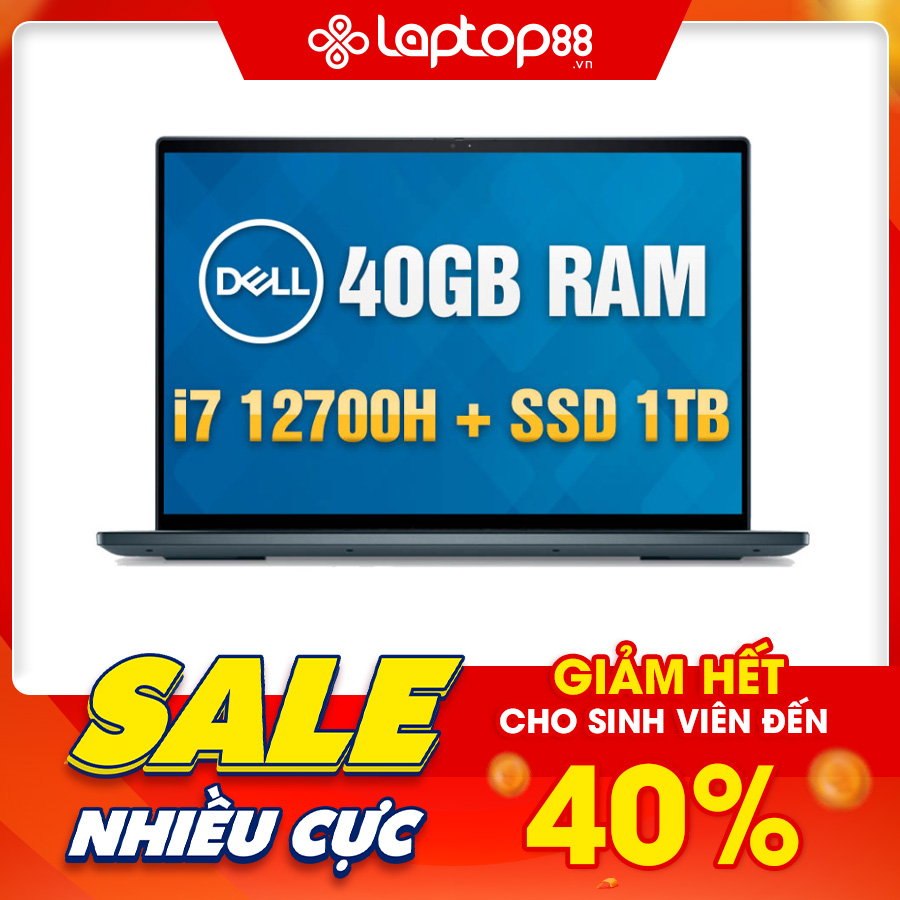 Laptop88
.vn
DELL 40GB RAM
i7 12700H + SSD 1TB
SALE
NHIỀU CỰC
GIẢM HẾT
CHO SINH VIÊN ĐẾN
40%